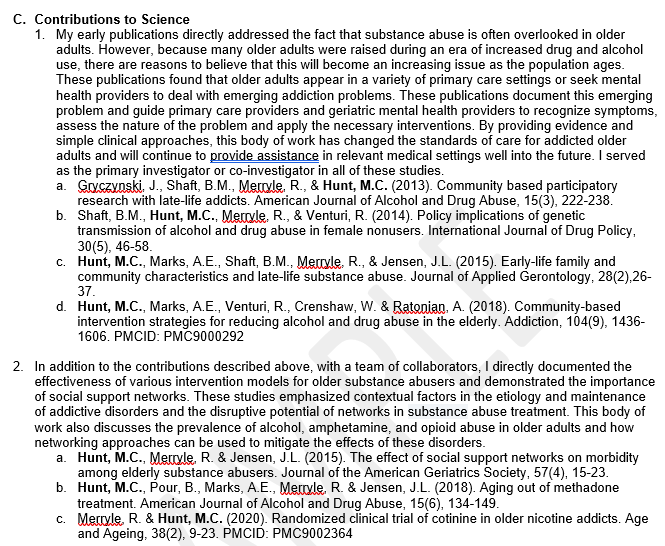 C. Contributions to Science
1. My early publications directly addressed the fact that substance abuse is often overlooked in older
adults. However, because many older adults were raised during an era of increased drug and alcohol
use, there are reasons to believe that this will become an increasing issue as the population ages.
These publications found that older adults appear in a variety of primary care settings or seek mental
health providers to deal with emerging addiction problems. These publications document this emerging
problem and guide primary care providers and geriatric mental health providers to recognize symptoms,
assess the nature of the problem and apply the necessary interventions. By providing evidence and
simple clinical approaches, this body of work has changed the standards of care for addicted older
adults and will continue to provide assistance in relevant medical settings well into the future. I served
as the primary investigator or co-investigator in all of these studies.
a. Gryczynski, J., Shaft, B.M., Merryle, R., & Hunt, M.C. (2013). Community based participatory
research with late-life addicts. American Journal of Alcohol and Drug Abuse, 15(3), 222-238.
b. Shaft, B.M., Hunt, M.C., Merryle, R., & Venturi, R. (2014). Policy implications of genetic
transmission of alcohol and drug abuse in female nonusers. International Journal of Drug Policy,
30(5), 46-58.
c. Hunt, M.C., Marks, A.E., Shaft, B.M., Merryle, R., & Jensen, J.L. (2015). Early-life family and
community characteristics and late-life substance abuse. Journal of Applied Gerontology, 28(2),26-
37.
d. Hunt, M.C., Marks, A.E., Venturi, R., Crenshaw, W. & Ratonian, A. (2018). Community-based
intervention strategies for reducing alcohol and drug abuse in the elderly. Addiction, 104(9), 1436-
1606. PMCID: PMC9000292
2. In addition to the contributions described above, with a team of collaborators, I directly documented the
effectiveness of various intervention models for older substance abusers and demonstrated the importance
of social support networks. These studies emphasized contextual factors in the etiology and maintenance
of addictive disorders and the disruptive potential of networks in substance abuse treatment. This body of
work also discusses the prevalence of alcohol, amphetamine, and opioid abuse in older adults and how
networking approaches can be used to mitigate the effects of these disorders.
a. Hunt, M.C., Merryle, R. & Jensen, J.L. (2015). The effect of social support networks on morbidity
among elderly substance abusers. Journal of the American Geriatrics Society, 57(4), 15-23.
b. Hunt, M.C., Pour, B., Marks, A.E., Merryle, R. & Jensen, J.L. (2018). Aging out of methadone
treatment. American Journal of Alcohol and Drug Abuse, 15(6), 134-149.
c. Merryle, R. & Hunt, M.C. (2020). Randomized clinical trial of cotinine in older nicotine addicts. Age
and Ageing, 38(2), 9-23. PMCID: PMC9002364